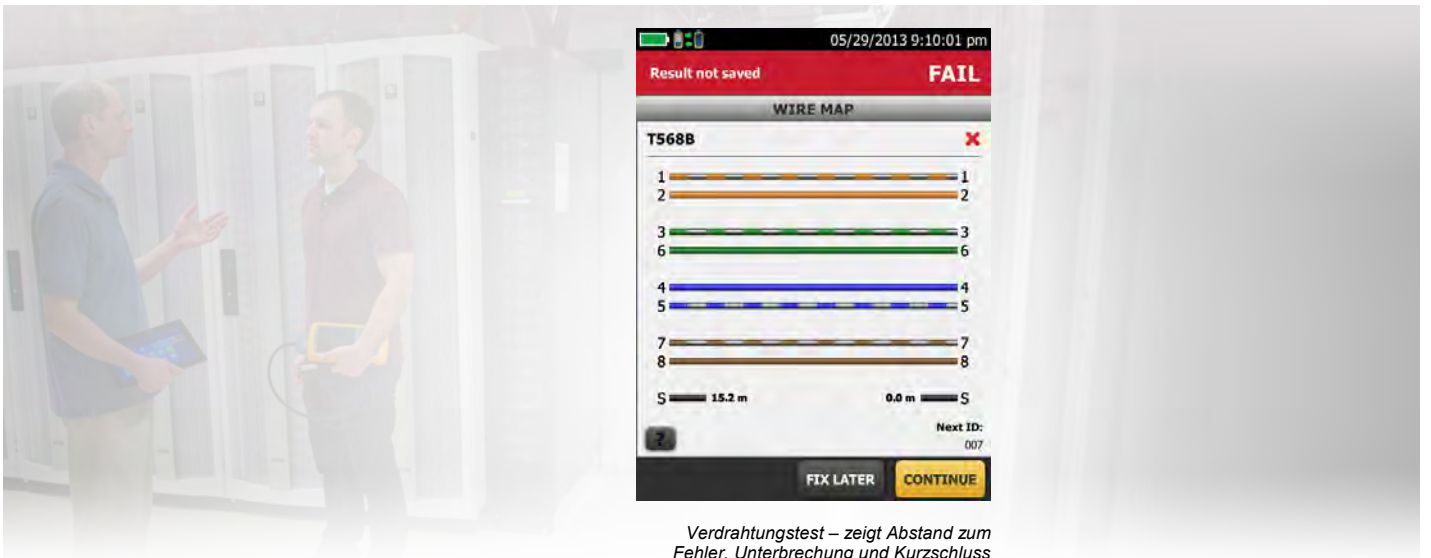 05/29/2013 9:10:01 pm
Result not saved FAIL
WIRE MAP
T568B
1 1
2 2
3 3
6 6
4 4
5 5
7 7
8 8
S 15.2 m 0.0 m S
Next ID:
? 007
FIX LATER CONTINUE
Verdrahtungstest – zeigt Abstand zum
Fehler, Unterbrechung und Kurzschluss